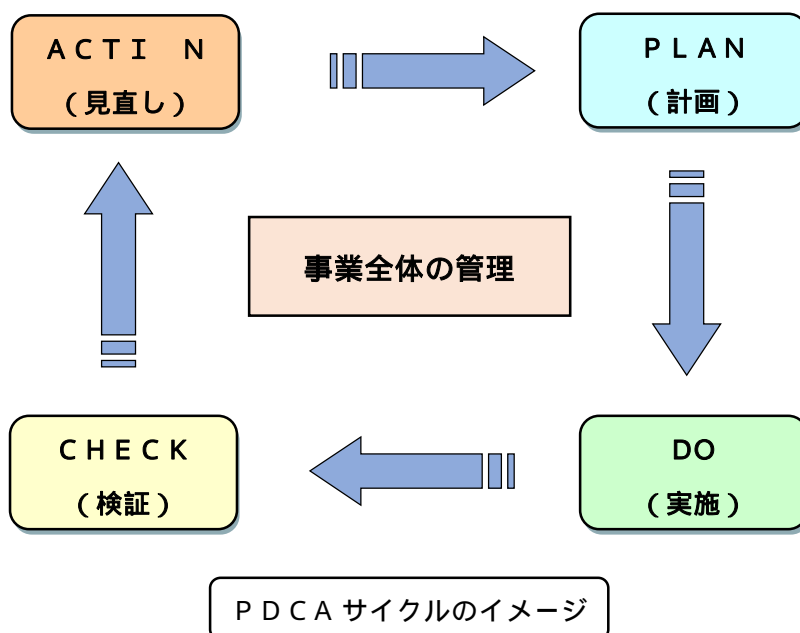 ＡＣＴＩ　Ｎ
（見直し）
ＰＬＡＮ
（計画）
事業全体の管理
ＣＨＥＣＫ
（検証）
DO
（実施）
ＰＤＣＡサイクルのイメージ